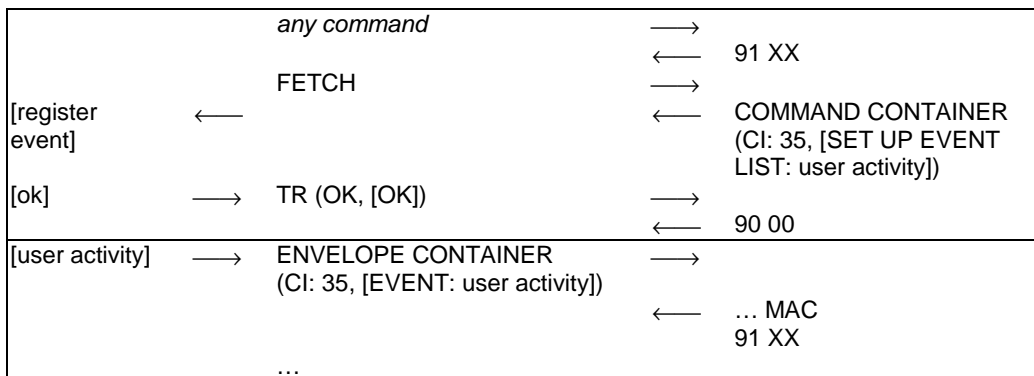 any command ⟶
⟵ 91 XX
FETCH ⟶
[register ⟵ ⟵ COMMAND CONTAINER
event] (CI: 35, [SET UP EVENT
LIST: user activity])
[ok] ⟶ TR (OK, [OK]) ⟶
⟵ 90 00
[user activity] ⟶ ENVELOPE CONTAINER ⟶
(CI: 35, [EVENT: user activity])
⟵ … MAC
91 XX
…